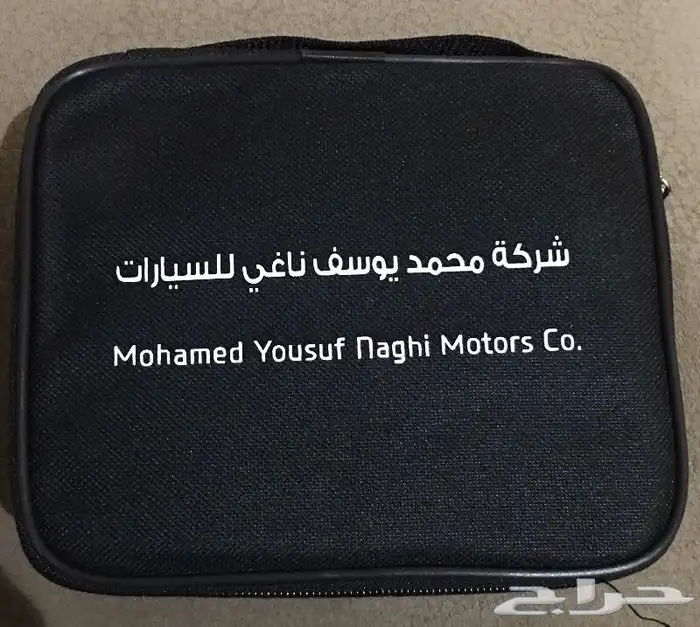 شركة محمد يوسف ناغي للسيارات
Mohamed Yousuf Naghi Motors Co.
حراج